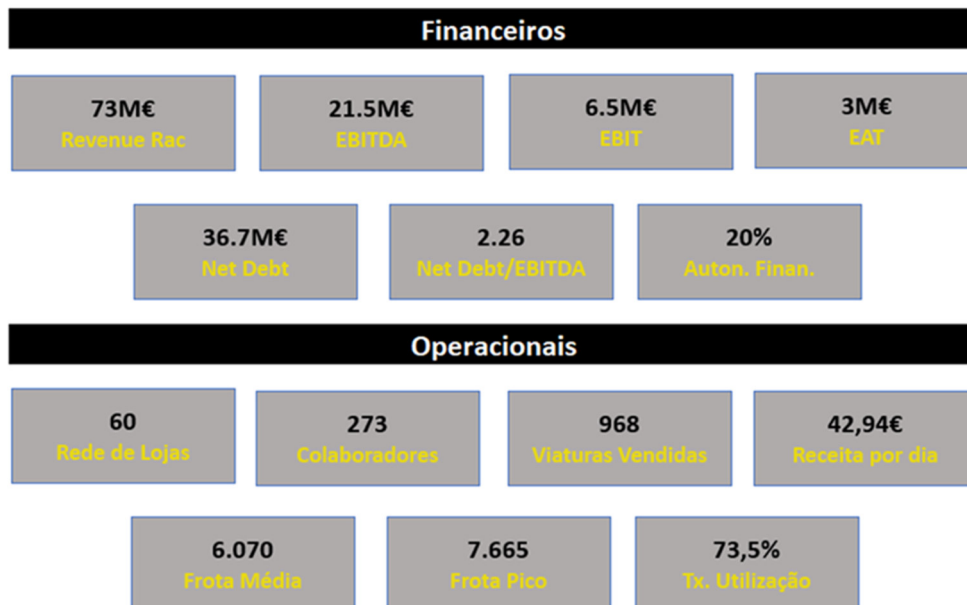 Financeiros
73M€
Revenue Rac
21.5M€
EBITDA
6.5M€
EBIT
3M€
EAT
36.7M€
Net Debt
2.26
Net Debt/EBITDA
20%
Auton. Finan.
Operacionais
60
Rede de Lojas
273
Colaboradores
968
Viaturas Vendidas
42,94€
Receita por dia
6.070
Frota Média
7.665
Frota Pico
73,5%
Tx. Utilização